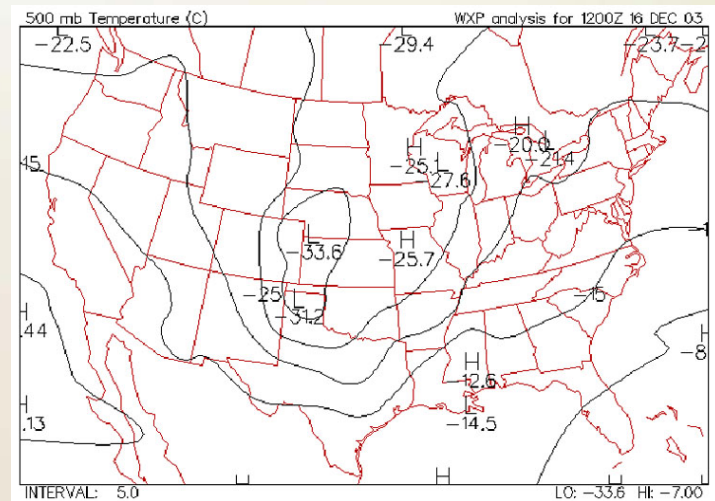 500 mb Temperature (C) WXP analysis for 1200Z 16 DEC 03
L L L
-22.5 -29.4 -23.7 -2
H
-20.0 L
-21.4
H
-25. L
-27.6
L
-33.6 H
-25.7
-25 L
-31.2 -15
.44 H
-8
H
-12.6
.13 L
-14.5
H
INTERVAL: 5.0 LO: -33.6 HI: -7.00